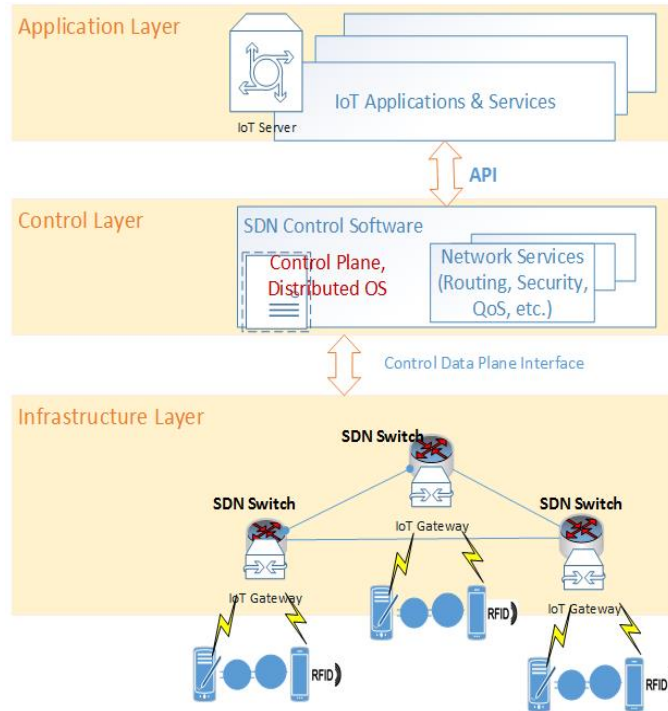 Application Layer
IoT Applications & Services
IoT Server
API
Control Layer
SDN Control Software
Control Plane,
Distributed OS
Network Services
(Routing, Security,
QoS, etc.)
Control Data Plane Interface
Infrastructure Layer
SDN Switch
SDN Switch
SDN Switch
IoT Gateway
IoT Gateway
IoT Gateway
RFID
RFID
RFID